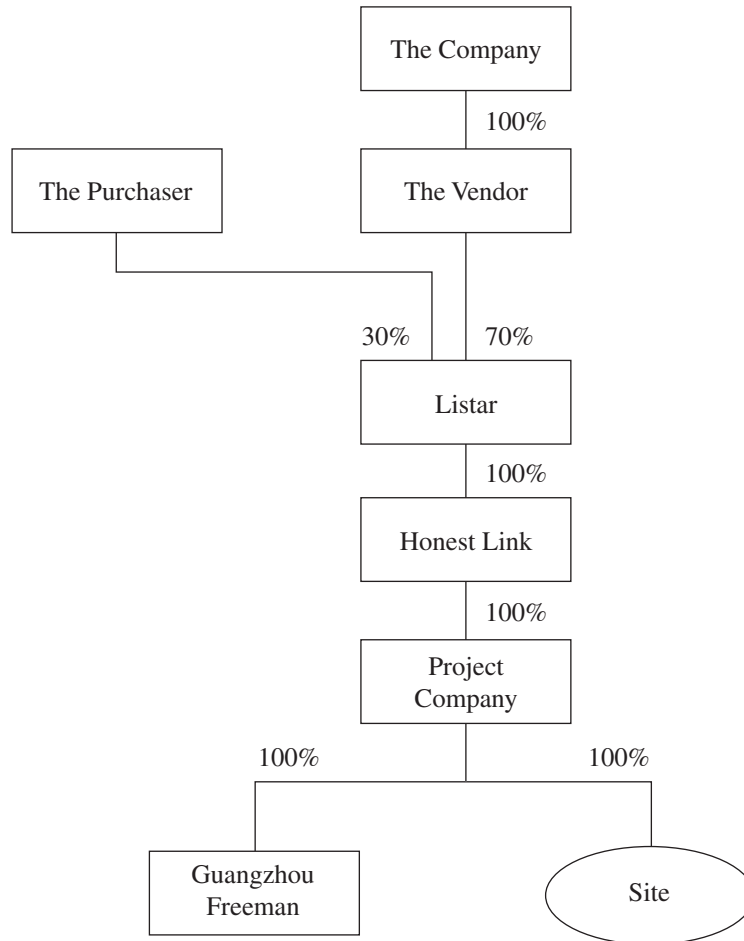 The Company
100%
The Purchaser
The Vendor
30%
70%
Listar
100%
Honest Link
100%
Project
Company
100%
100%
Guangzhou
Freeman
Site